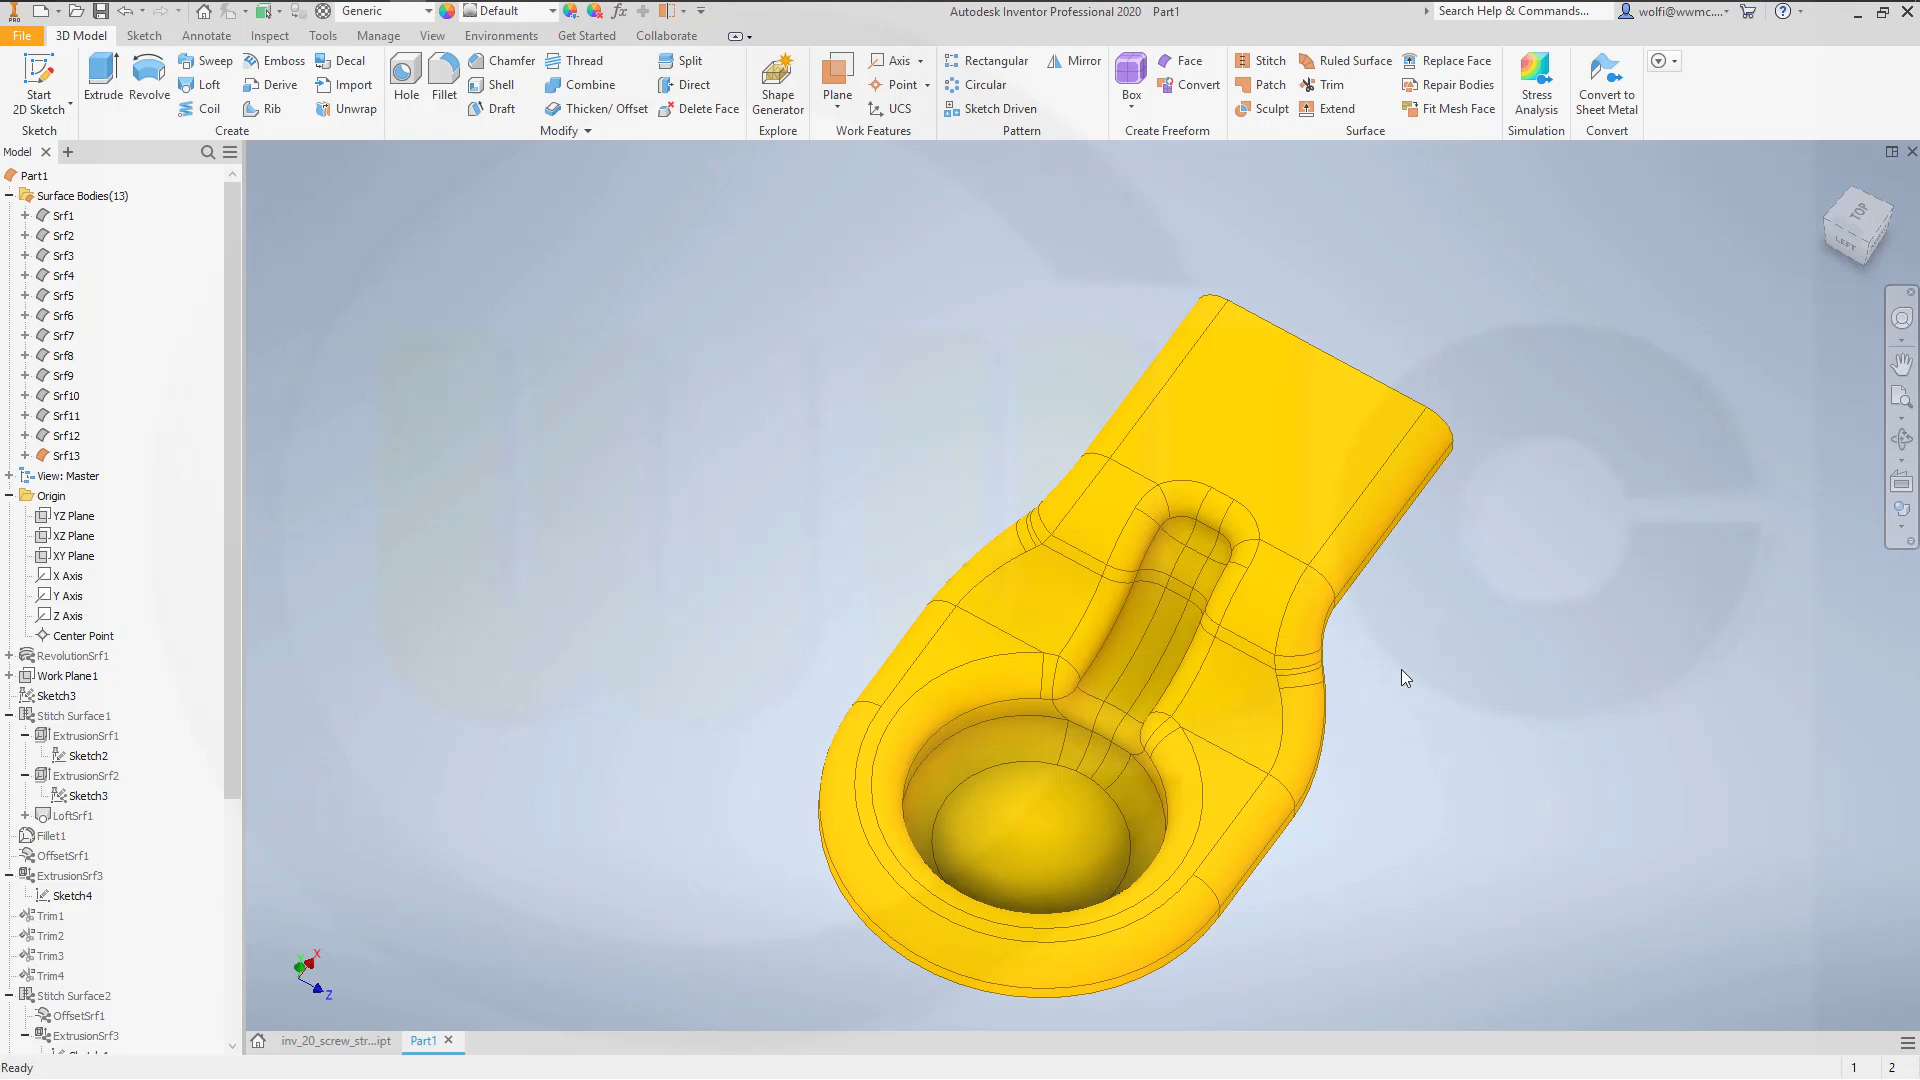 PRO
Generic
Default
Autodesk Inventor Professional 2020 Part1
Search Help & Commands...
wolfi@wwmc....
File
3D Model
Sketch
Annotate
Inspect
Tools
Manage
View
Environments
Get Started
Collaborate
Start
2D Sketch
Sketch
Extrude
Revolve
Sweep
Loft
Coil
Emboss
Derive
Rib
Decal
Import
Unwrap
Create
Hole
Fillet
Chamfer
Shell
Draft
Thread
Combine
Thicken/ Offset
Split
Direct
Delete Face
Modify
Shape
Generator
Explore
Plane
Axis
Point
UCS
Work Features
Rectangular
Circular
Sketch Driven
Mirror
Pattern
Box
Face
Convert
Create Freeform
Stitch
Patch
Sculpt
Ruled Surface
Trim
Extend
Replace Face
Repair Bodies
Fit Mesh Face
Surface
Stress
Analysis
Simulation
Convert to
Sheet Metal
Convert
Model
Part1
Surface Bodies(13)
Srf1
Srf2
Srf3
Srf4
Srf5
Srf6
Srf7
Srf8
Srf9
Srf10
Srf11
Srf12
Srf13
View: Master
Origin
YZ Plane
XZ Plane
XY Plane
X Axis
Y Axis
Z Axis
Center Point
RevolutionSrf1
Work Plane1
Sketch3
Stitch Surface1
ExtrusionSrf1
Sketch2
ExtrusionSrf2
Sketch3
LoftSrf1
Fillet1
OffsetSrf1
ExtrusionSrf3
Sketch4
Trim1
Trim2
Trim3
Trim4
Stitch Surface2
OffsetSrf1
ExtrusionSrf3
TOP
LEFT
X
Z
inv_20_screw_str...ipt
Part1
Ready
1
2